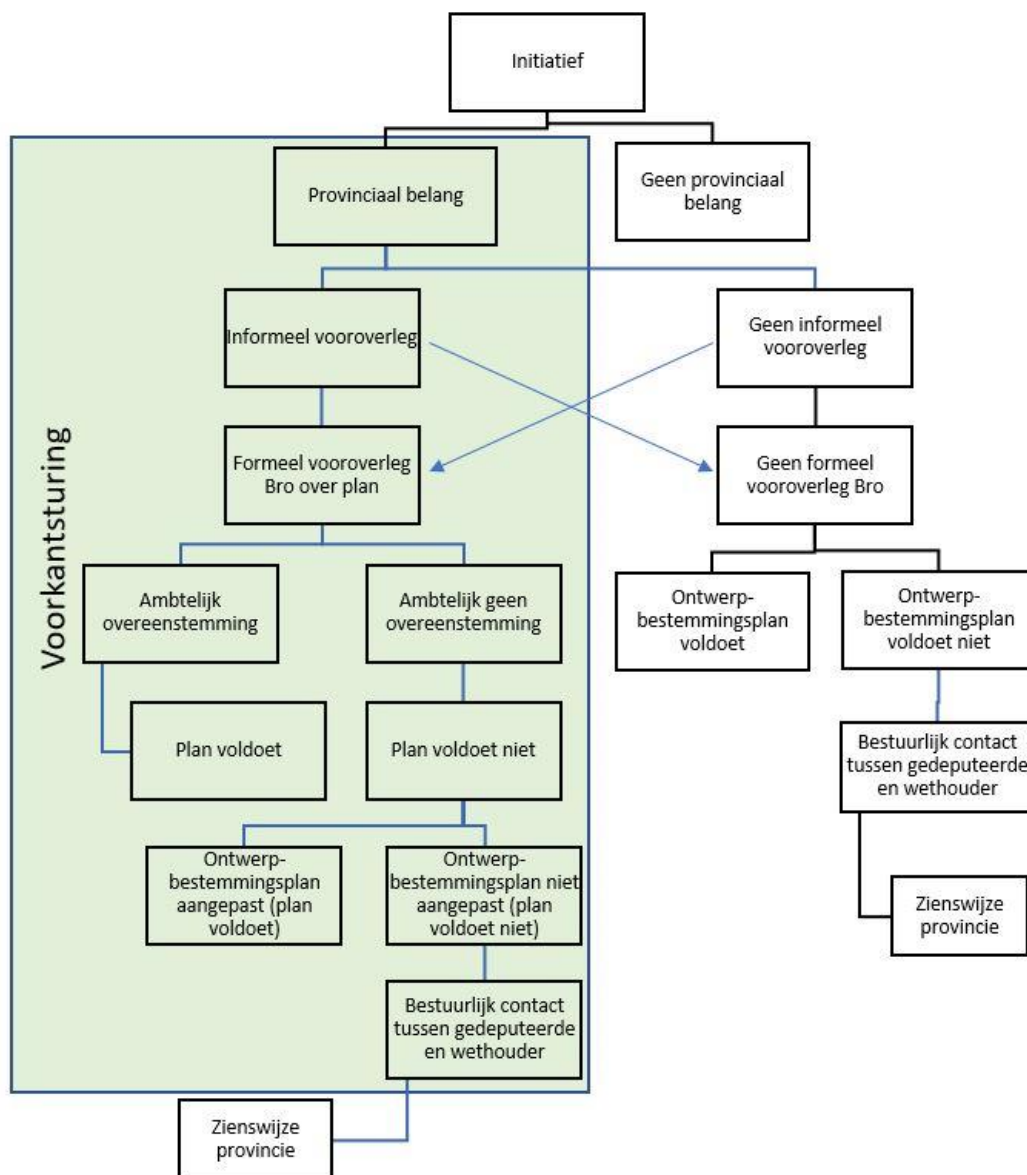 Initiatief
Provinciaal belang
Geen provinciaal
belang
Informeel vooroverleg
Geen informeel
vooroverleg
Voorkantsturing
Formeel vooroverleg
Bro over plan
Geen formeel
vooroverleg Bro
Ambtelijk
overeenstemming
Ambtelijk geen
overeenstemming
Ontwerp-
bestemmingsplan
voldoet
Ontwerp-
bestemmingsplan
voldoet niet
Plan voldoet
Plan voldoet niet
Bestuurlijk contact
tussen gedeputeerde
en wethouder
Ontwerp-
bestemmingsplan
aangepast (plan
voldoet)
Ontwerp-
bestemmingsplan niet
aangepast (plan
voldoet niet)
Zienswijze
provincie
Bestuurlijk contact
tussen gedeputeerde
en wethouder
Zienswijze
provincie